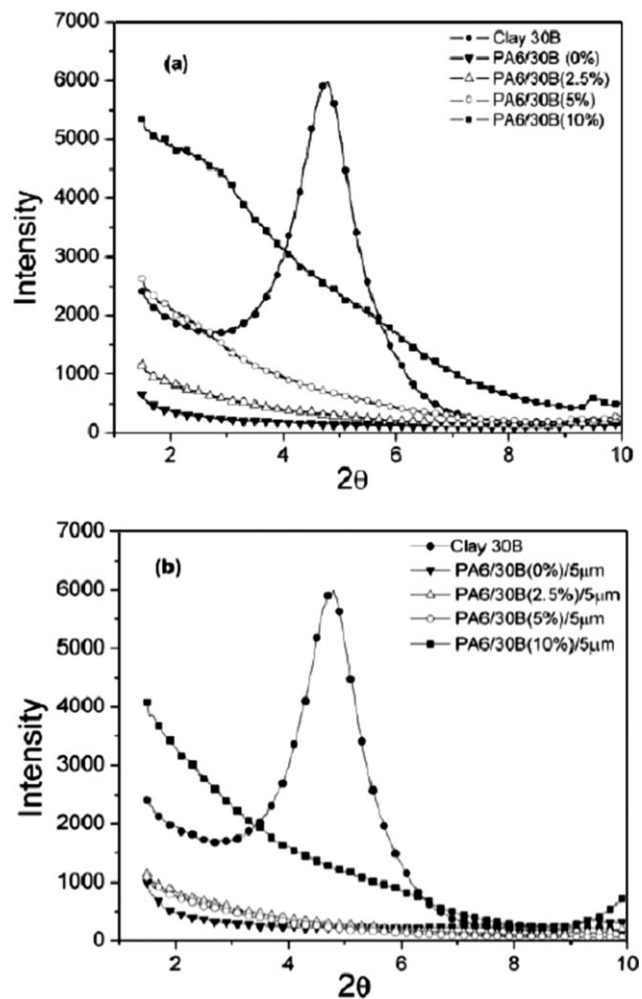 7000
6000
5000
4000
3000
2000
1000
0
Intensity
(a)
Clay 30B
PA6/30B (0%)
PA6/30B(2.5%)
PA6/30B(5%)
PA6/30B(10%)
2 4 6 8 10
2θ
7000
6000
5000
4000
3000
2000
1000
0
Intensity
(b)
Clay 30B
PA6/30B(0%)/5μm
PA6/30B(2.5%)/5μm
PA6/30B(5%)/5μm
PA6/30B(10%)/5μm
2 4 6 8 10
2θ